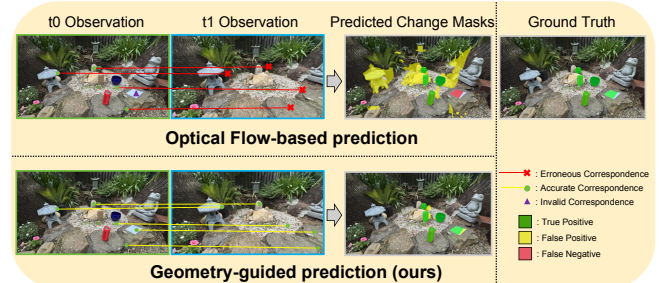 t0 Observation
t1 Observation
Predicted Change Masks
Ground Truth
Optical Flow-based prediction
: Erroneous Correspondence
: Accurate Correspondence
: Invalid Correspondence
: True Positive
: False Positive
: False Negative
Geometry-guided prediction (ours)